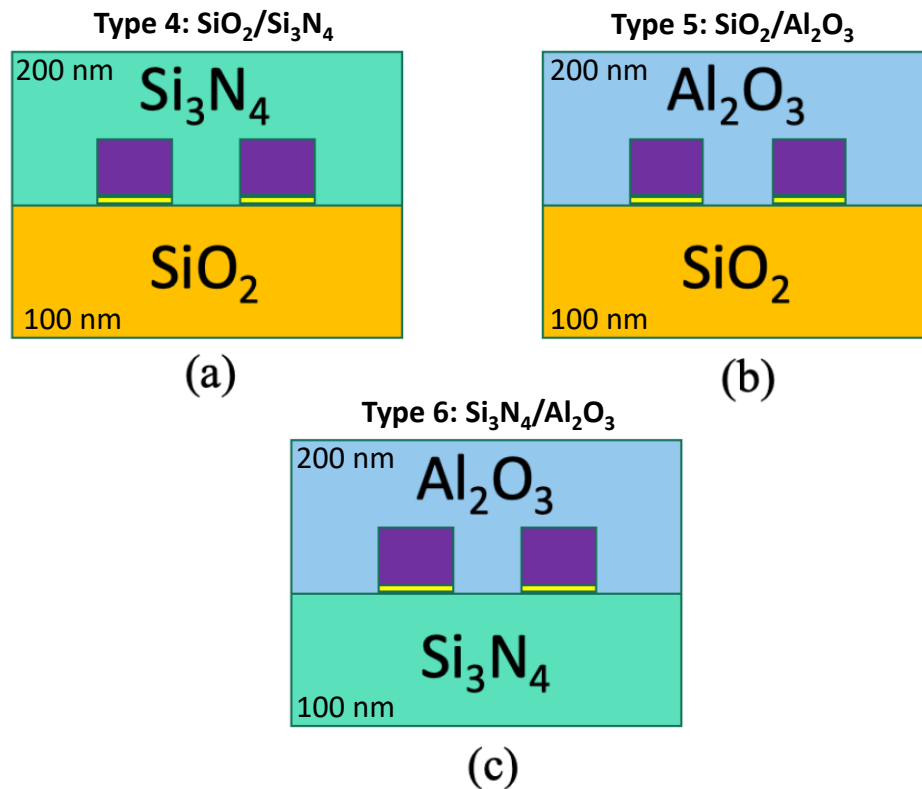 Type 4: SiO₂/Si₃N₄
200 nm
Si₃N₄
SiO₂
100 nm
(a)
Type 5: SiO₂/Al₂O₃
200 nm
Al₂O₃
SiO₂
100 nm
(b)
Type 6: Si₃N₄/Al₂O₃
200 nm
Al₂O₃
Si₃N₄
100 nm
(c)